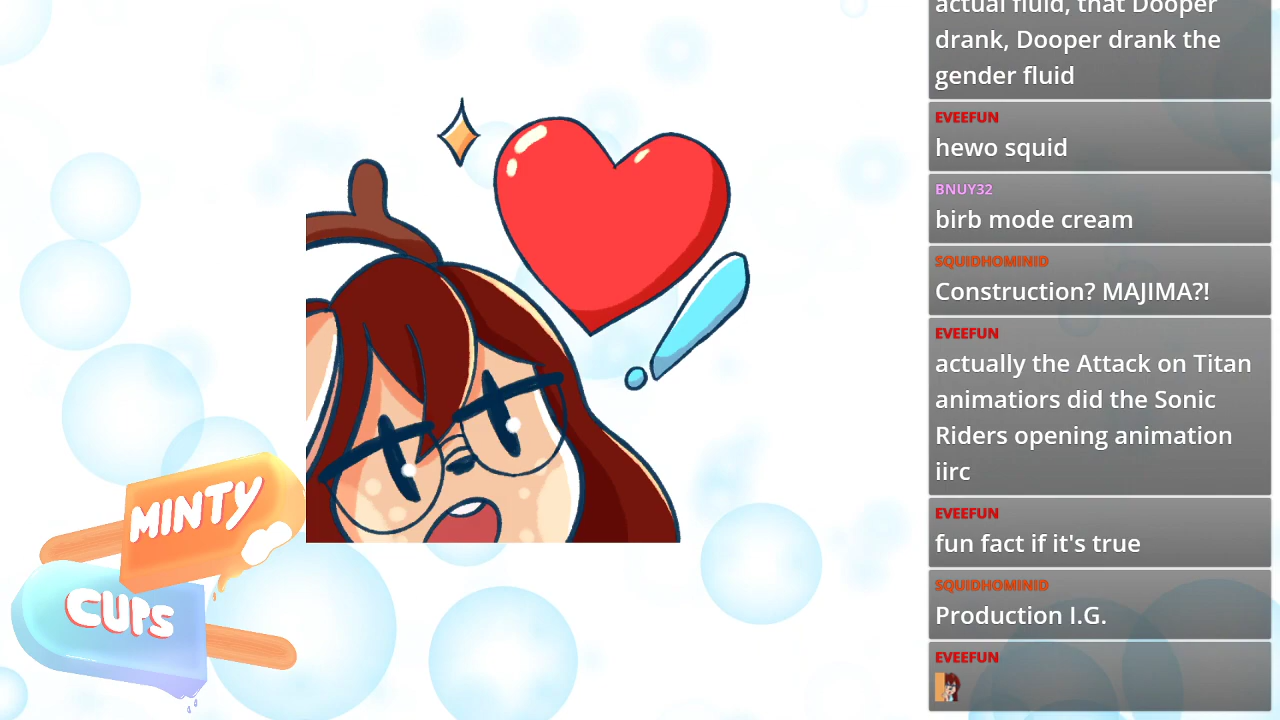 MINTY
CUPS
actual fluid, that Dooper
drank, Dooper drank the
gender fluid
EVEEFUN
hewo squid
BNUY32
birb mode cream
SQUIDHOMINID
Construction? MAJIMA?!
EVEEFUN
actually the Attack on Titan
animatiors did the Sonic
Riders opening animation
iirc
EVEEFUN
fun fact if it's true
SQUIDHOMINID
Production I.G.
EVEEFUN